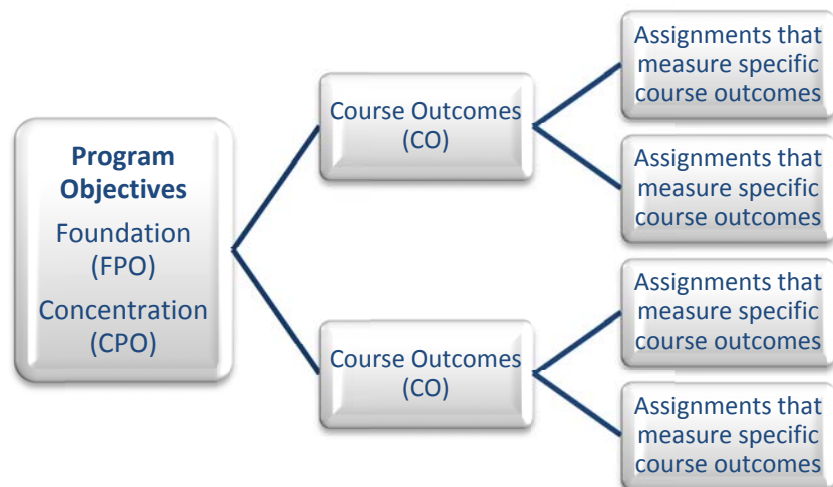 Program
Objectives
Foundation
(FPO)
Concentration
(CPO)
Course Outcomes
(CO)
Assignments that
measure specific
course outcomes
Assignments that
measure specific
course outcomes
Course Outcomes
(CO)
Assignments that
measure specific
course outcomes
Assignments that
measure specific
course outcomes